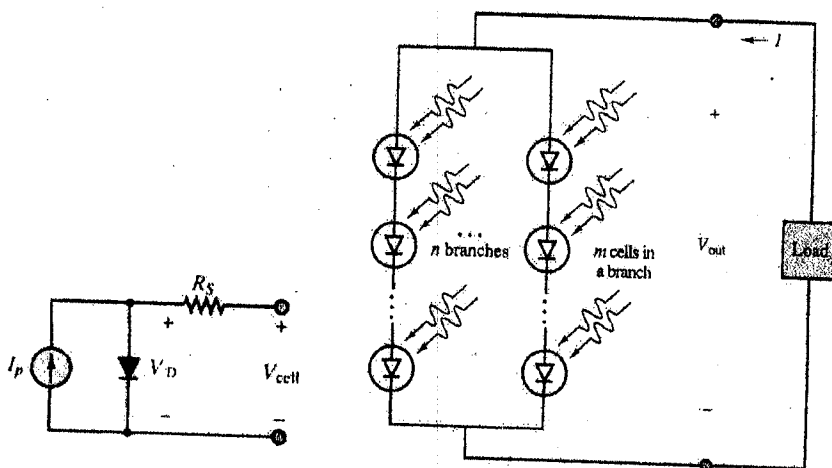 I
+
...
n branches
m cells in
a branch
V_out
Load
R_S
+
+
I_p
V_D
V_cell
−
−
−